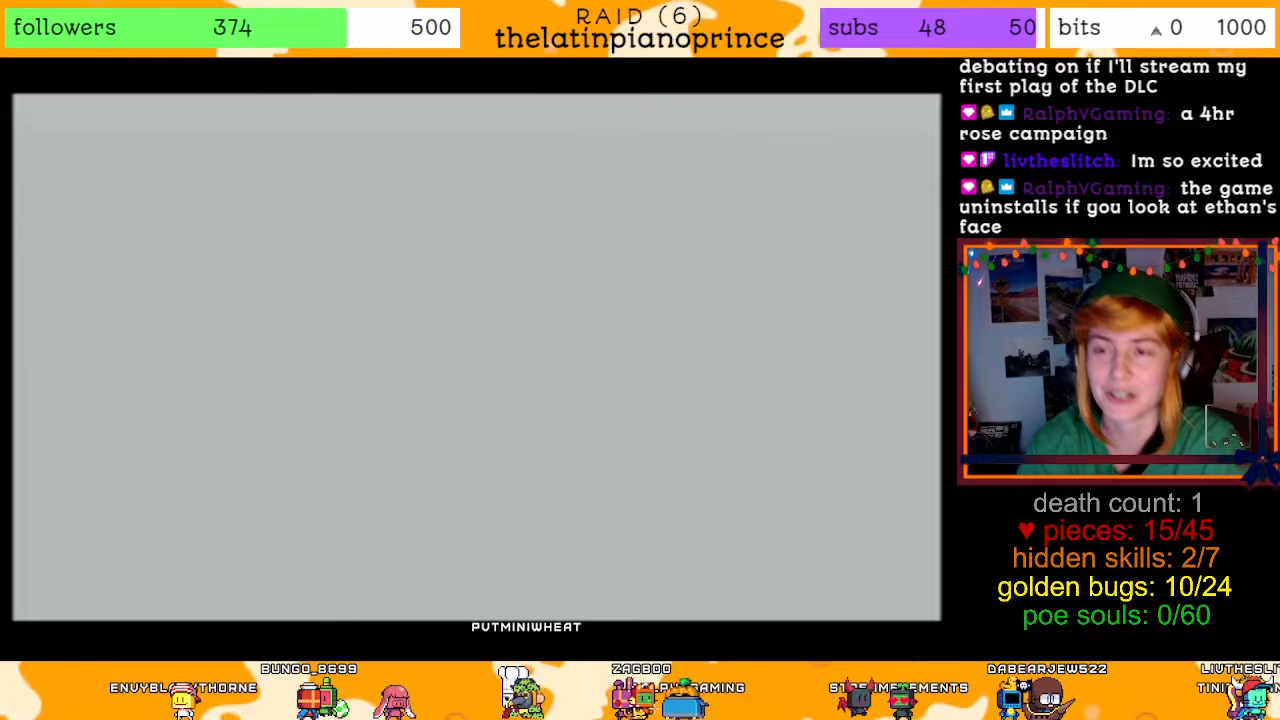 followers 374 500
RAID (6)
thelatinpianoprince
subs 48 50
bits 0 1000
debating on if I'll stream my
first play of the DLC
RalphVGaming: a 4hr
rose campaign
livtheslitch: Im so excited
RalphVGaming: the game
uninstalls if you look at ethan's
face
death count: 1
♥ pieces: 15/45
hidden skills: 2/7
golden bugs: 10/24
poe souls: 0/60
PUTMINIWHEAT
BUNGO_8699
ZAGBOO
DABEARJEW522